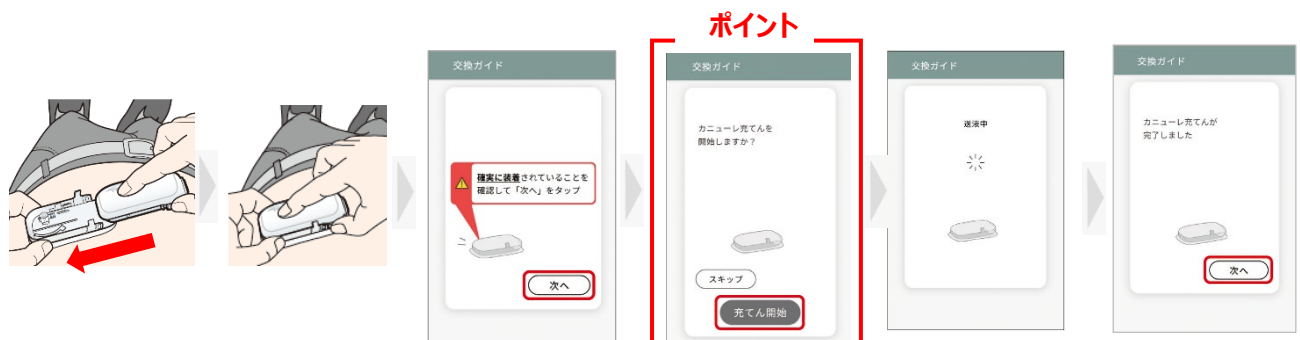 ポイント
交換ガイド
確実に装着されていることを
確認して「次へ」をタップ
次へ
交換ガイド
カニューレ充てんを
開始しますか？
スキップ
充てん開始
交換ガイド
送液中
交換ガイド
カニューレ充てんが
完了しました
次へ